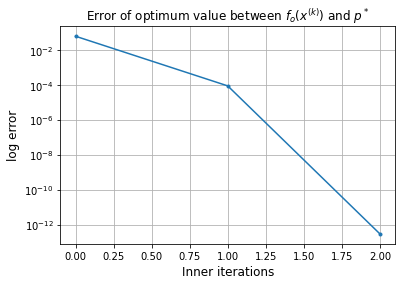 Error of optimum value between $f_o(x^{(k)})$ and $p^*$
log error
10⁻²
10⁻⁴
10⁻⁶
10⁻⁸
10⁻¹⁰
10⁻¹²
0.00 0.25 0.50 0.75 1.00 1.25 1.50 1.75 2.00
Inner iterations